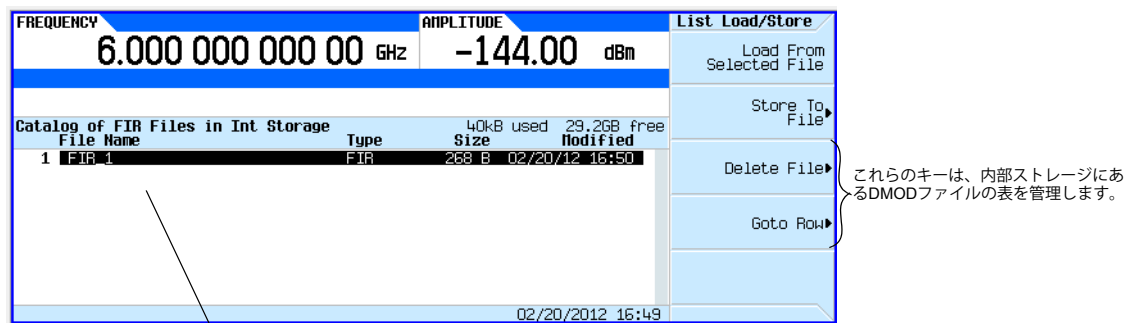 FREQUENCY
6.000 000 000 00 GHz
AMPLITUDE
-144.00 dBm
Catalog of FIR Files in Int Storage 40kB used 29.2GB free
File Name Type Size Modified
1 FIR_1 FIR 268 B 02/20/12 16:50
02/20/2012 16:49
List Load/Store
Load From
Selected File
Store To
File
Delete File
Goto Row
これらのキーは、内部ストレージにあ
るDMODファイルの表を管理します。